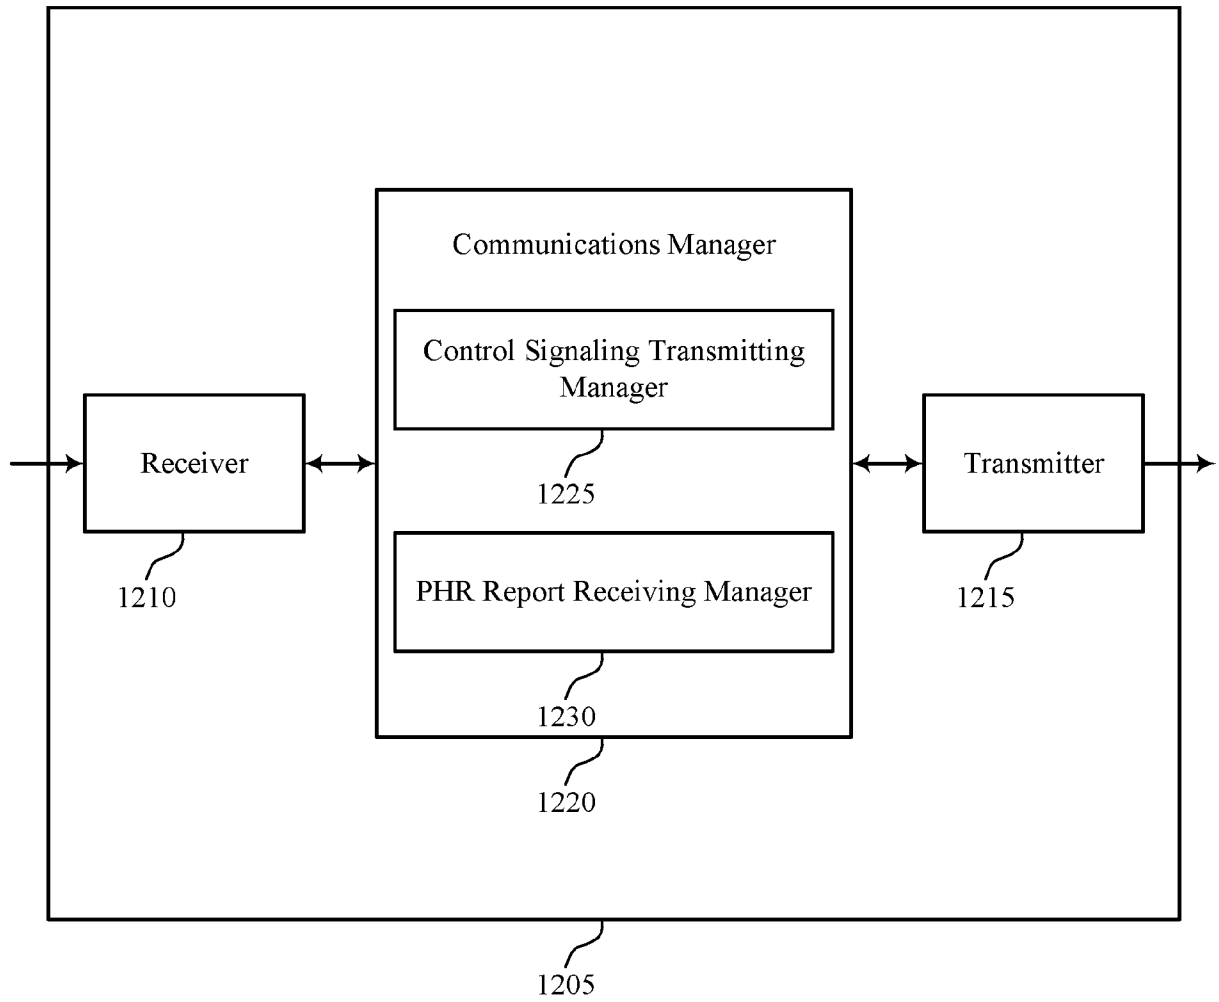 Communications Manager
Control Signaling Transmitting
Manager
1225
Receiver
1210
Transmitter
1215
PHR Report Receiving Manager
1230
1220
1205